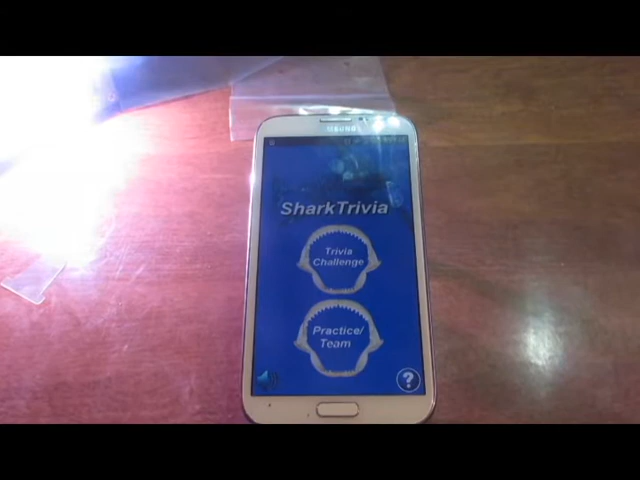 SAMSUNG
SharkTrivia
Trivia
Challenge
Practice/
Team
?